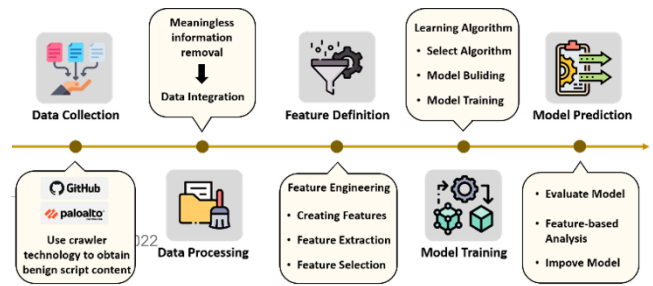 Data Collection
GitHub
paloalto
Use crawler
technology to obtain
benign script content
Meaningless
information
removal
Data Integration
Data Processing
022
Feature Definition
Feature Engineering
• Creating Features
• Feature Extraction
• Feature Selection
Learning Algorithm
• Select Algorithm
• Model Buliding
• Model Training
Model Training
Model Prediction
• Evaluate Model
• Feature-based
Analysis
• Impove Model